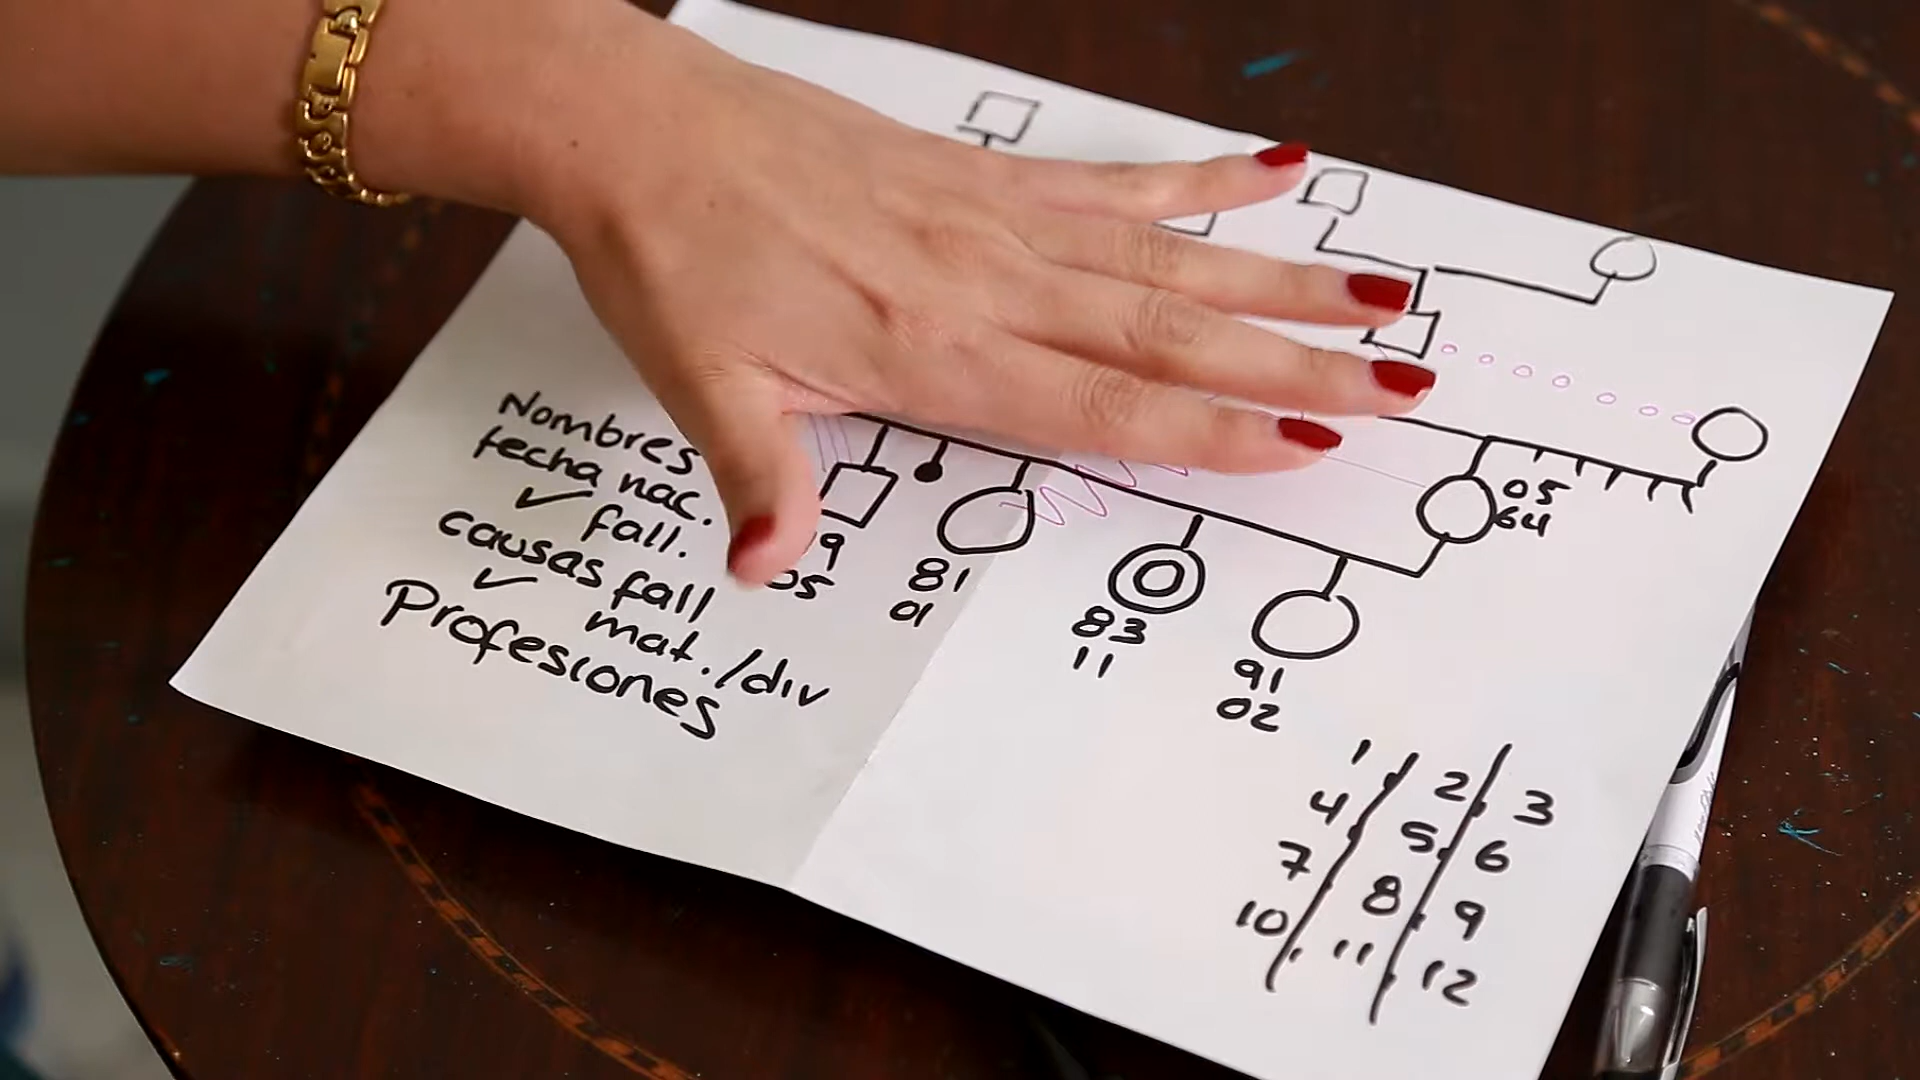 Nombres
fecha nac.
✓ fall.
causas fall
✓ mat./div
Profesiones
05
81
01
83
11
91
02
05
64
1 2 3
4 5 6
7 8 9
10 11 12